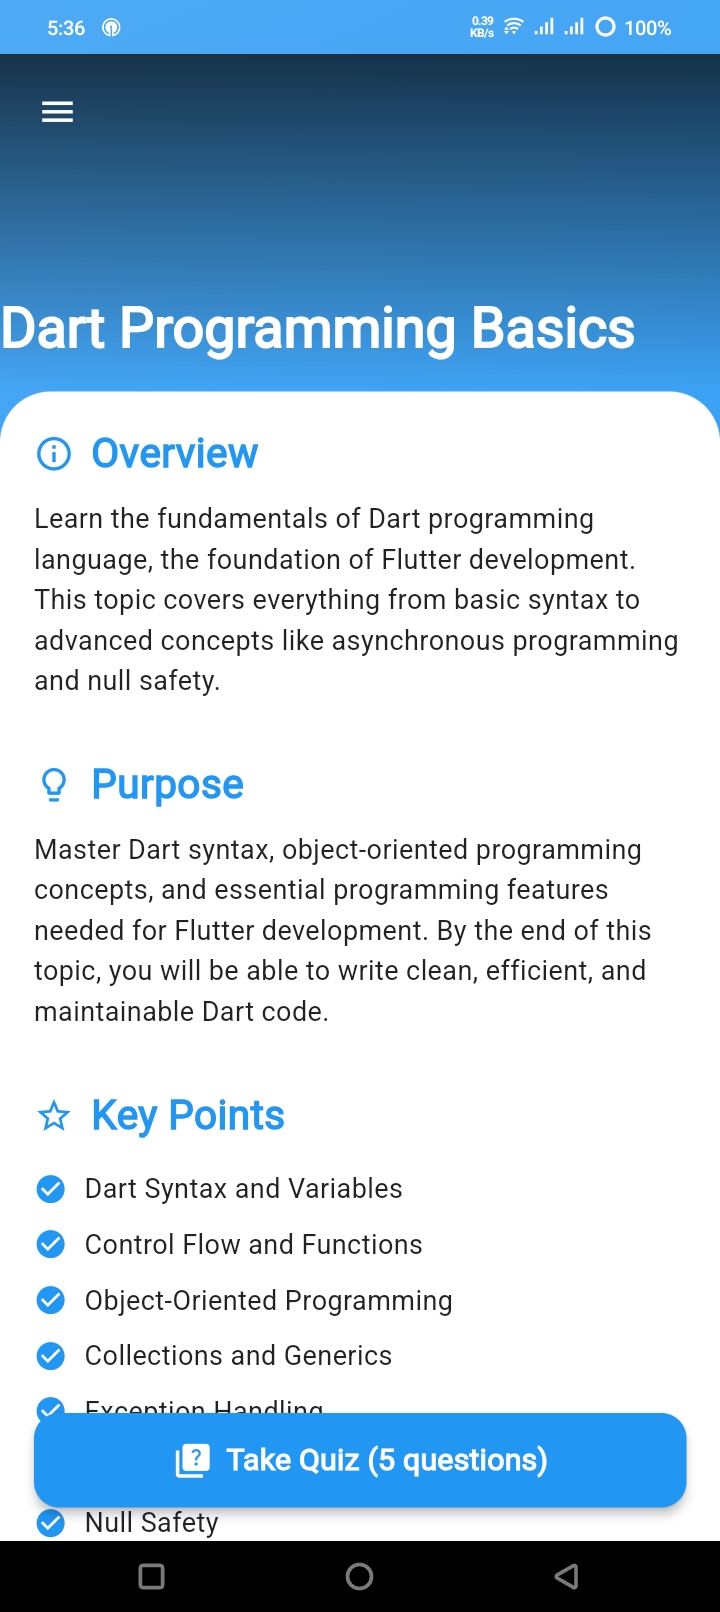 5:36
0.39
KB/s
100%
Dart Programming Basics
Overview
Learn the fundamentals of Dart programming
language, the foundation of Flutter development.
This topic covers everything from basic syntax to
advanced concepts like asynchronous programming
and null safety.
Purpose
Master Dart syntax, object-oriented programming
concepts, and essential programming features
needed for Flutter development. By the end of this
topic, you will be able to write clean, efficient, and
maintainable Dart code.
Key Points
Dart Syntax and Variables
Control Flow and Functions
Object-Oriented Programming
Collections and Generics
Exception Handling
Take Quiz (5 questions)
Null Safety